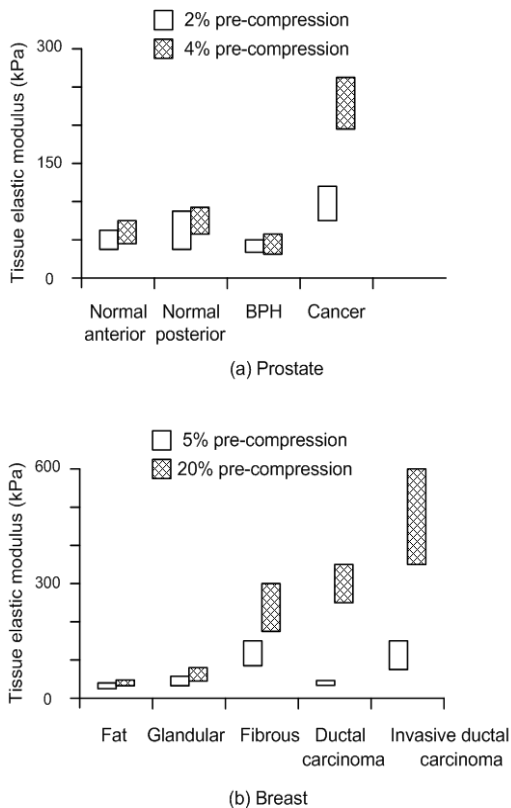 2% pre-compression
4% pre-compression
Tissue elastic modulus (kPa)
300
150
0
Normal anterior
Normal posterior
BPH
Cancer
(a) Prostate
5% pre-compression
20% pre-compression
Tissue elastic modulus (kPa)
600
300
0
Fat
Glandular
Fibrous
Ductal carcinoma
Invasive ductal carcinoma
(b) Breast